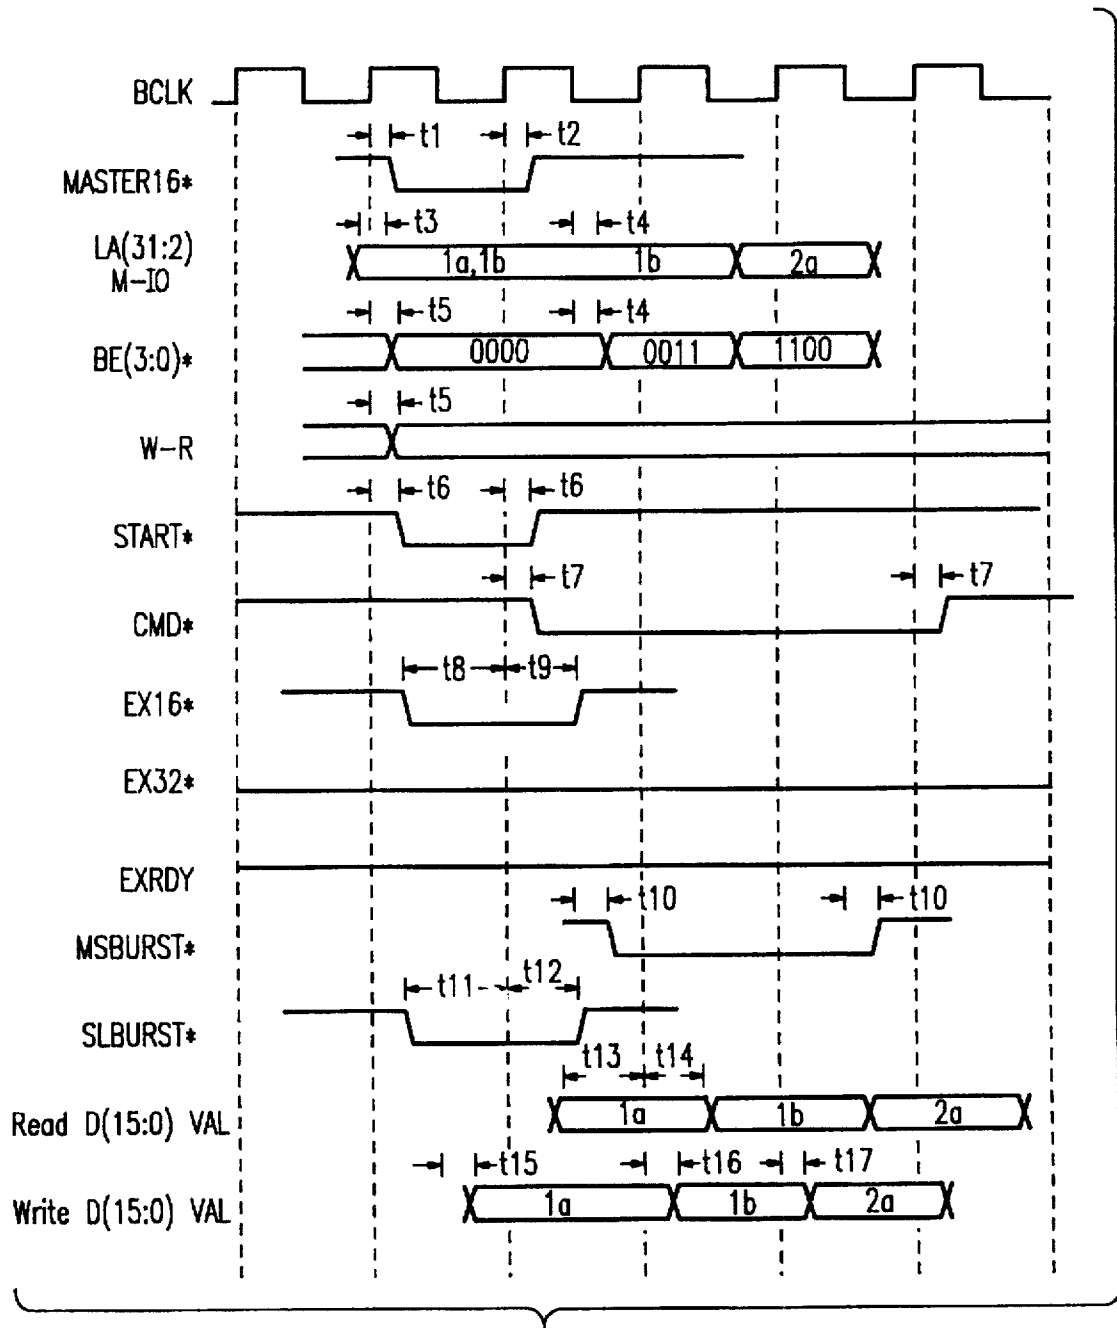 BCLK
t1 t2
MASTER16*
t3 t4
LA(31:2)
M-IO
1a,1b 1b 2a
t5 t4
BE(3:0)*
0000 0011 1100
t5
W-R
t6 t6
START*
t7 t7
CMD*
t8 t9
EX16*
EX32*
EXRDY
t10 t10
MSBURST*
t11 t12
SLBURST*
t13 t14
Read D(15:0) VAL 1a 1b 2a
t15 t16 t17
Write D(15:0) VAL 1a 1b 2a